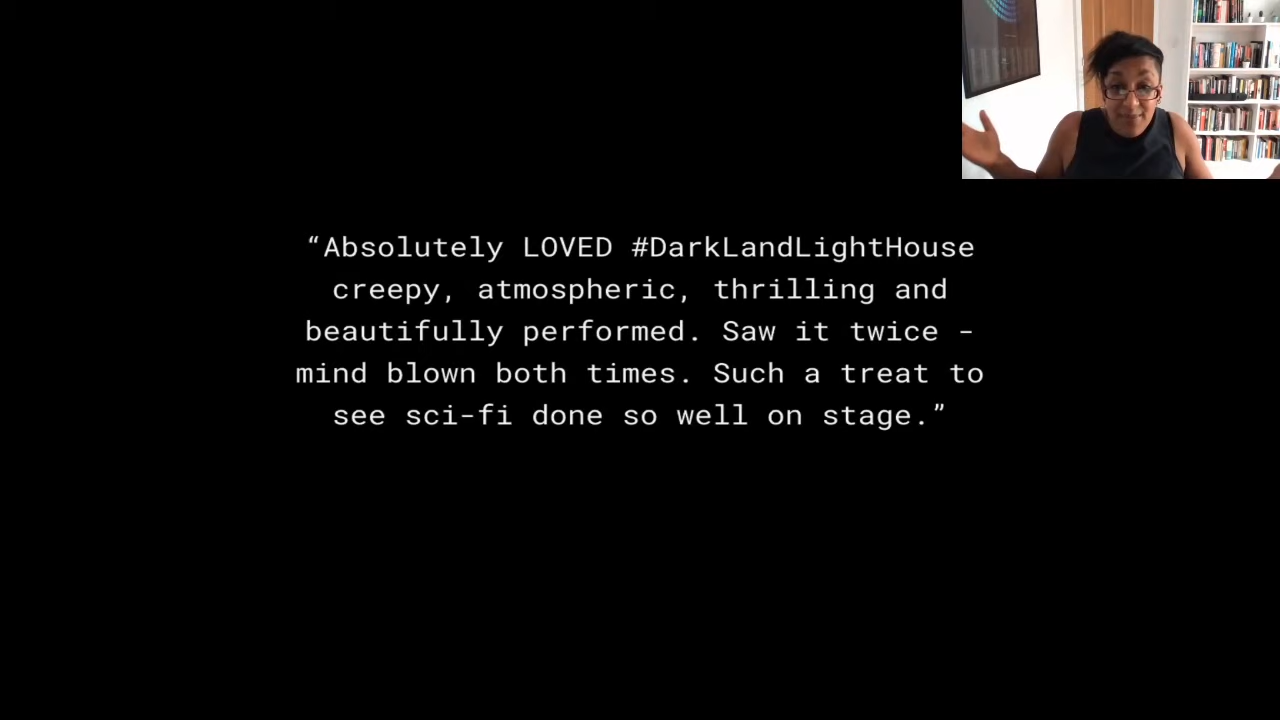 “Absolutely LOVED #DarkLandLightHouse
creepy, atmospheric, thrilling and
beautifully performed. Saw it twice –
mind blown both times. Such a treat to
see sci-fi done so well on stage.”